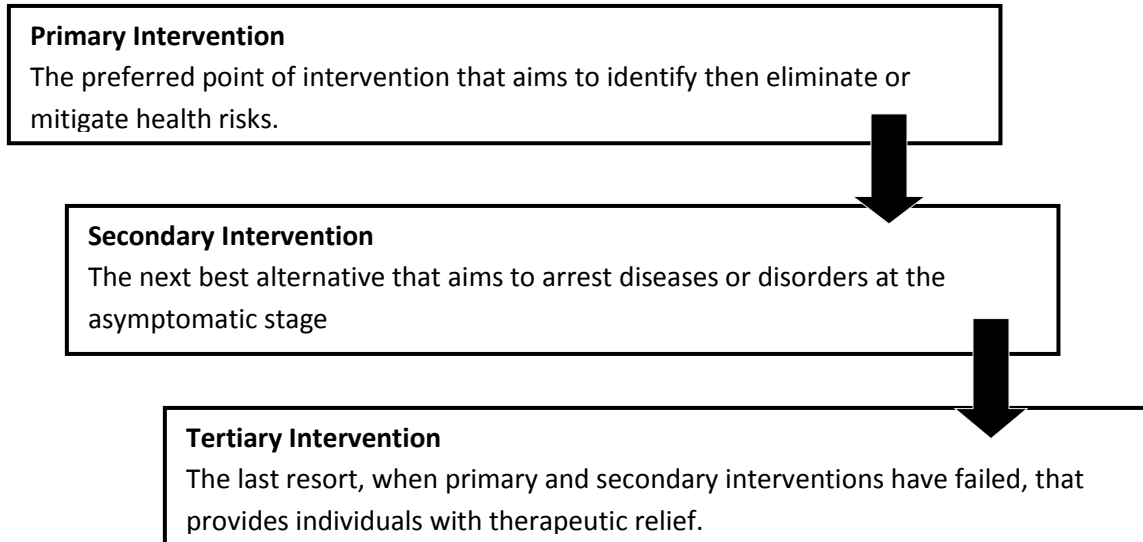 Primary Intervention
The preferred point of intervention that aims to identify then eliminate or
mitigate health risks.
Secondary Intervention
The next best alternative that aims to arrest diseases or disorders at the
asymptomatic stage
Tertiary Intervention
The last resort, when primary and secondary interventions have failed, that
provides individuals with therapeutic relief.